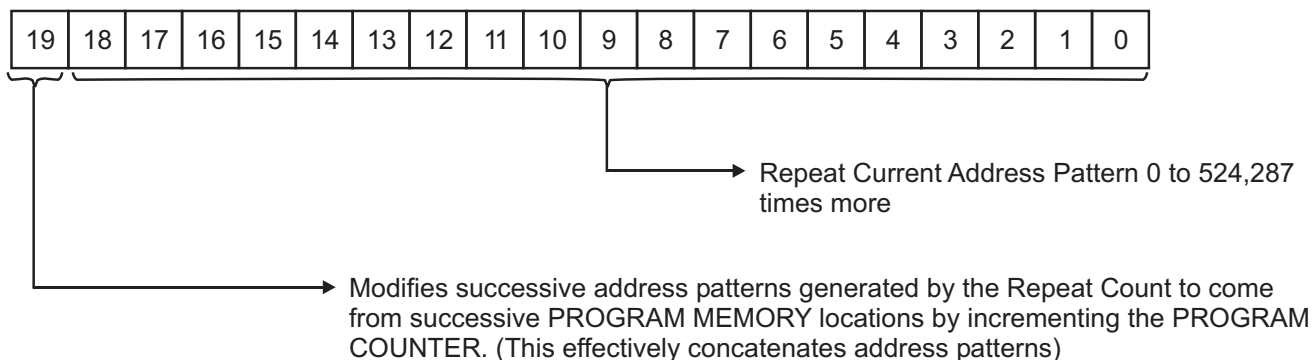 19 18 17 16 15 14 13 12 11 10 9 8 7 6 5 4 3 2 1 0
Repeat Current Address Pattern 0 to 524,287
times more
Modifies successive address patterns generated by the Repeat Count to come
from successive PROGRAM MEMORY locations by incrementing the PROGRAM
COUNTER. (This effectively concatenates address patterns)